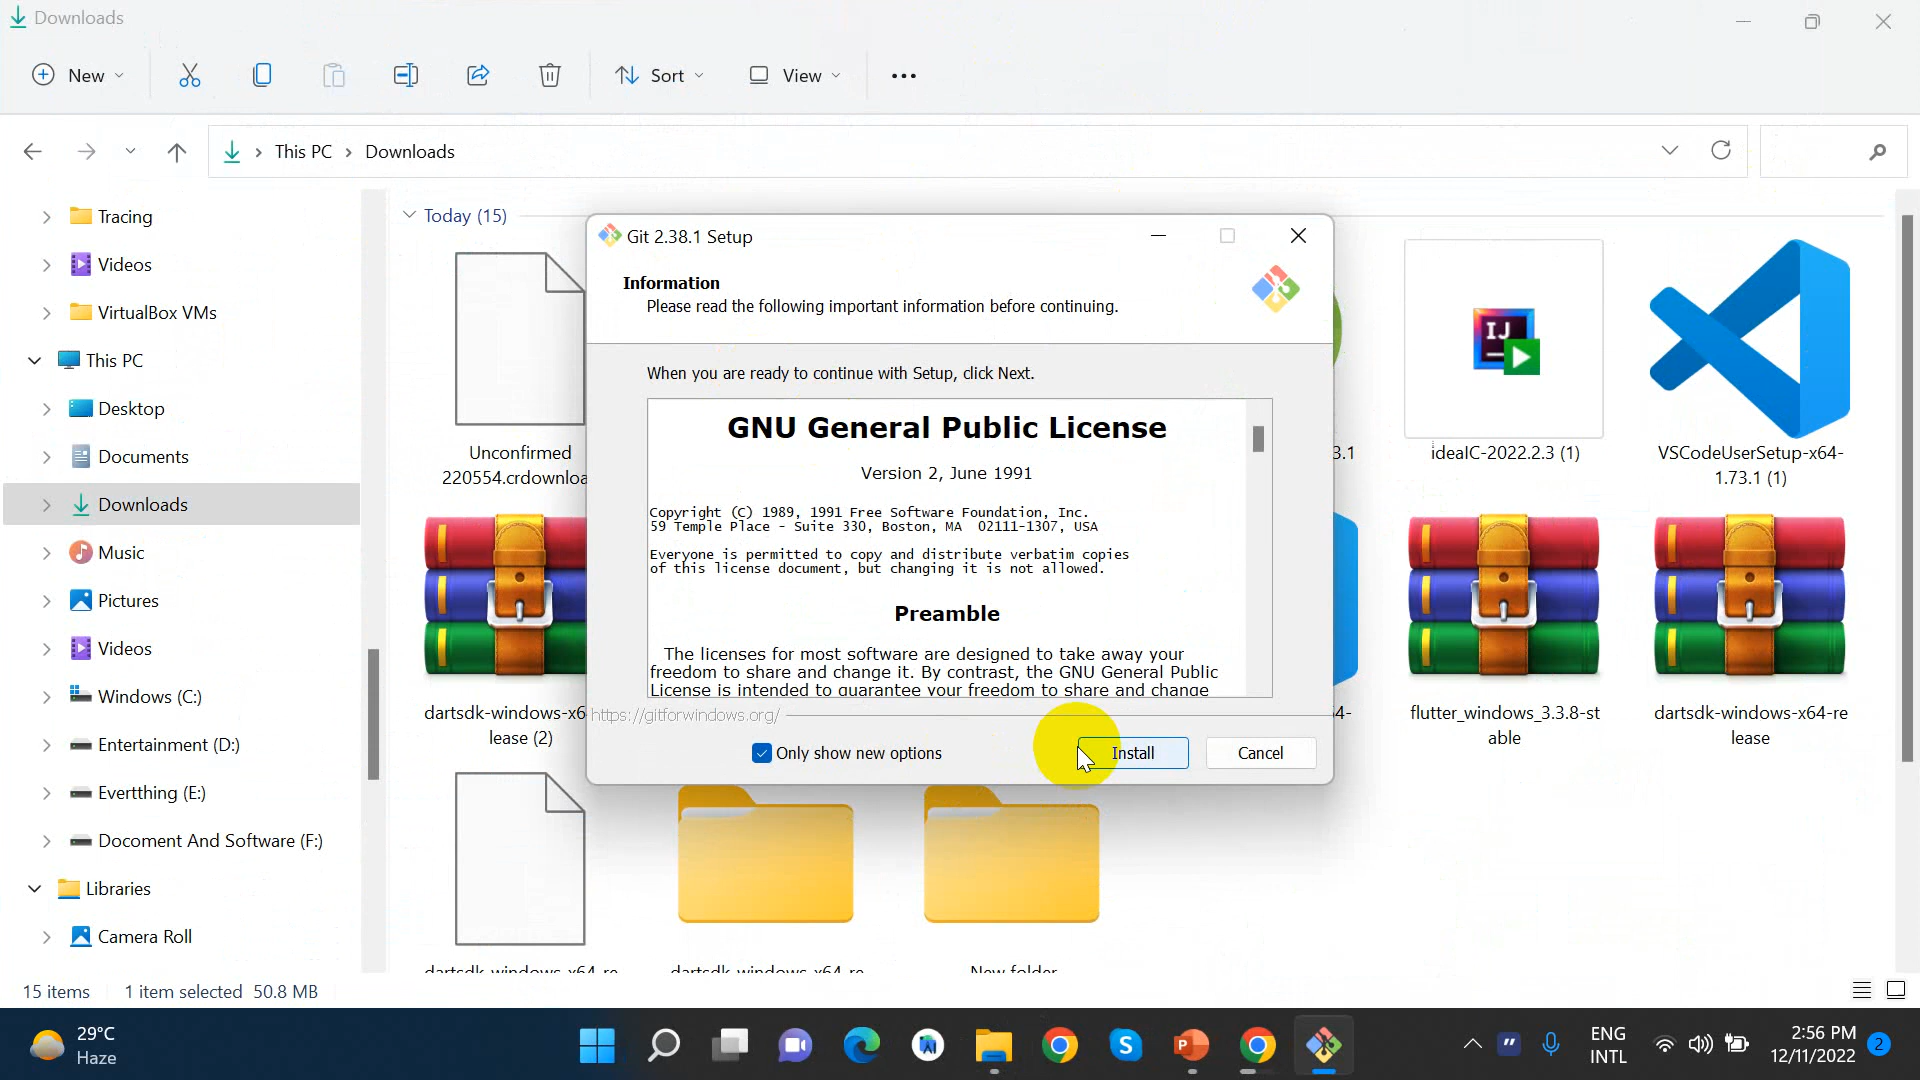 Downloads
New
Sort
View
This PC
Downloads
Tracing
Videos
VirtualBox VMs
This PC
Desktop
Documents
Downloads
Music
Pictures
Videos
Windows (C:)
Entertainment (D:)
Evertthing (E:)
Docoment And Software (F:)
Libraries
Camera Roll
Today (15)
Unconfirmed
220554.crdownloa
3.1
ideaIC-2022.2.3 (1)
VSCodeUserSetup-x64-
1.73.1 (1)
dartsdk-windows-x6
lease (2)
4-
flutter_windows_3.3.8-st
able
dartsdk-windows-x64-re
lease
dartsdk-windows-x64-re
dartsdk-windows-x64-re
New folder
Git 2.38.1 Setup
Information
Please read the following important information before continuing.
When you are ready to continue with Setup, click Next.
GNU General Public License
Version 2, June 1991
Copyright (C) 1989, 1991 Free Software Foundation, Inc.
59 Temple Place - Suite 330, Boston, MA  02111-1307, USA
Everyone is permitted to copy and distribute verbatim copies
of this license document, but changing it is not allowed.
Preamble
The licenses for most software are designed to take away your
freedom to share and change it. By contrast, the GNU General Public
License is intended to guarantee your freedom to share and change
https://gitforwindows.org/
Only show new options
Install
Cancel
15 items
1 item selected 50.8 MB
29°C
Haze
ENG
INTL
2:56 PM
12/11/2022
2